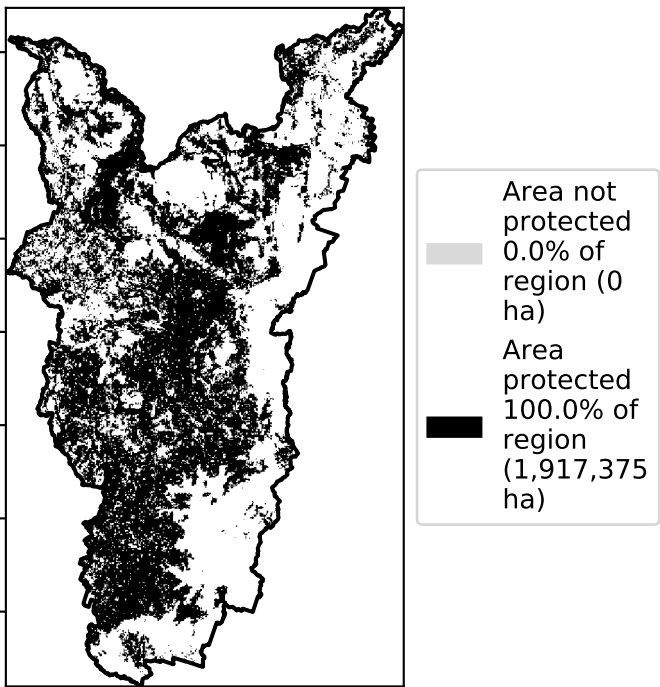 Area not
protected
0.0% of
region (0
ha)
Area
protected
100.0% of
region
(1,917,375
ha)